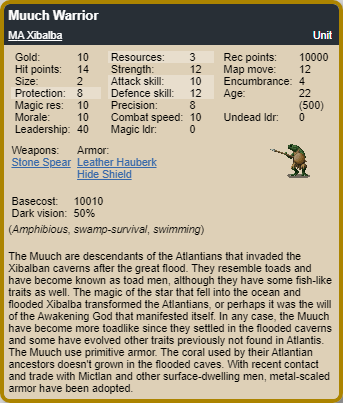 Muuch Warrior
MA Xibalba Unit
Gold: 10 Resources: 3 Rec points: 10000
Hit points: 14 Strength: 12 Map move: 12
Size: 2 Attack skill: 10 Encumbrance: 4
Protection: 8 Defence skill: 12 Age: 22
Magic res: 10 Precision: 8 (500)
Morale: 10 Combat speed: 10 Undead ldr: 0
Leadership: 40 Magic ldr: 0
Weapons: Armor:
Stone Spear Leather Hauberk
Hide Shield
Basecost: 10010
Dark vision: 50%
(Amphibious, swamp-survival, swimming)
The Muuch are descendants of the Atlantians that invaded the
Xibalban caverns after the great flood. They resemble toads and
have become known as toad men, although they have some fish-like
traits as well. The magic of the star that fell into the ocean and
flooded Xibalba transformed the Atlantians, or perhaps it was the will
of the Awakening God that manifested itself. In any case, the Muuch
have become more toadlike since they settled in the flooded caverns
and some have evolved other traits previously not found in Atlantis.
The Muuch use primitive armor. The coral used by their Atlantian
ancestors doesn't grown in the flooded caves. With recent contact
and trade with Mictlan and other surface-dwelling men, metal-scaled
armor have been adopted.